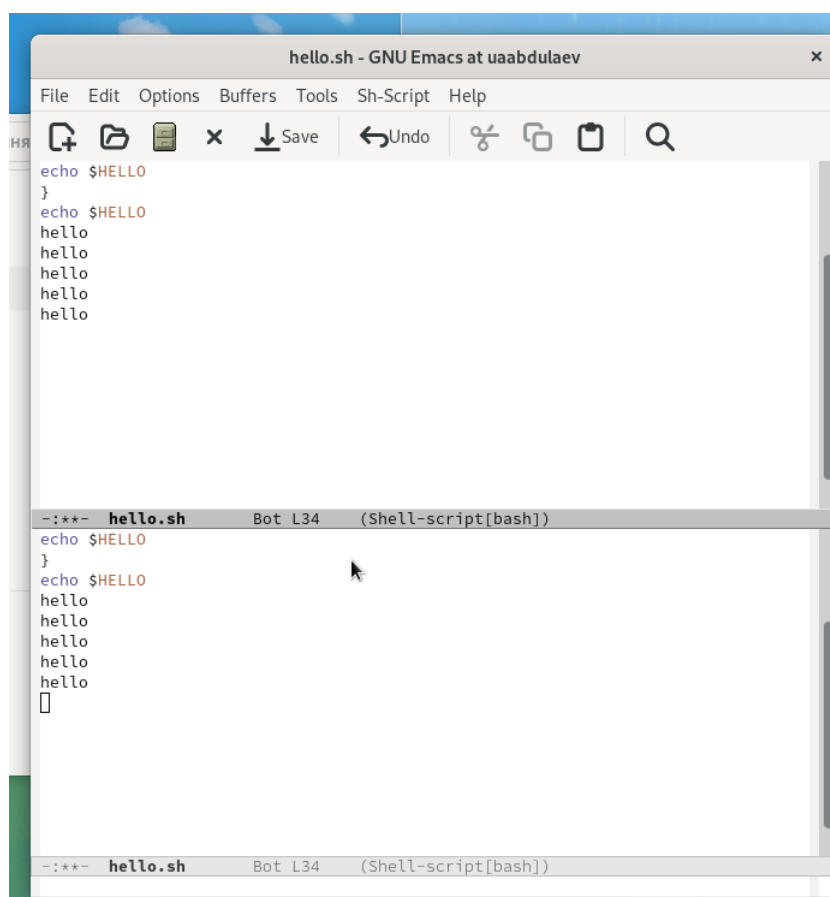 hello.sh - GNU Emacs at uaabdulaev
File Edit Options Buffers Tools Sh-Script Help
ня
Save Undo
echo $HELLO
}
echo $HELLO
hello
hello
hello
hello
hello
-:**- hello.sh Bot L34 (Shell-script[bash])
echo $HELLO
}
echo $HELLO
hello
hello
hello
hello
hello
-:**- hello.sh Bot L34 (Shell-script[bash])